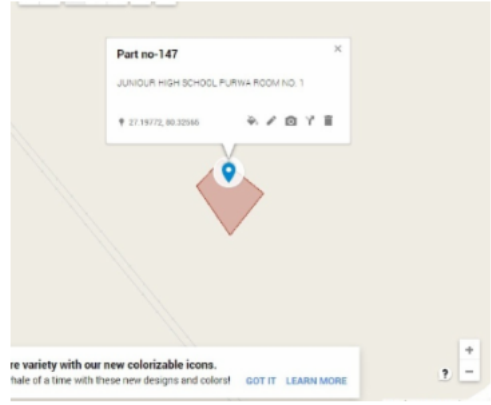 Part no-147
JUNIOUR HIGH SCHOOL PURWA ROOM NO. 1
27.19772, 80.32565
re variety with our new colorizable icons.
hale of a time with these new designs and colors! GOT IT LEARN MORE